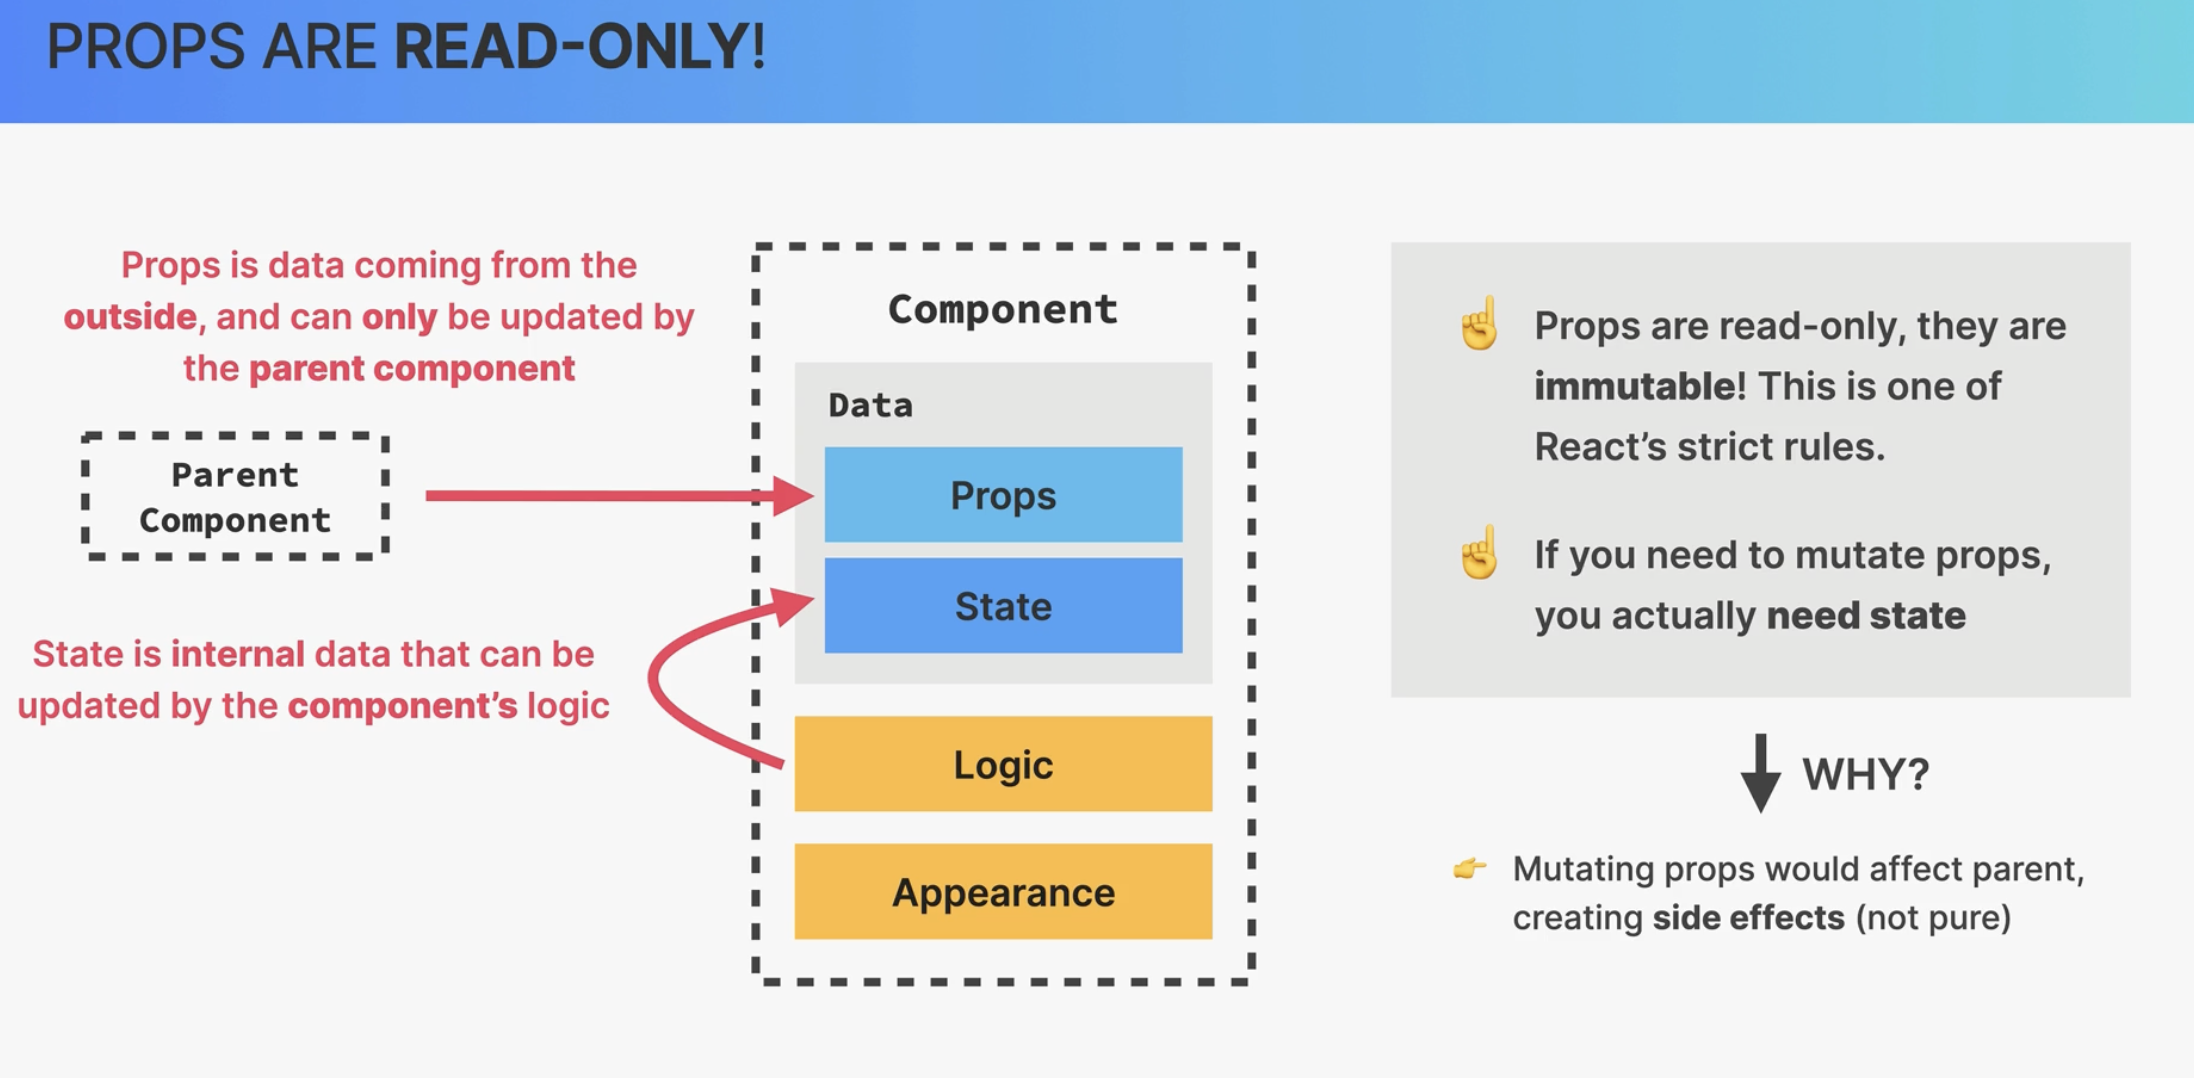 PROPS ARE READ-ONLY!
Props is data coming from the
outside, and can only be updated by
the parent component
Parent
Component
State is internal data that can be
updated by the component’s logic
Component
Data
Props
State
Logic
Appearance
☝️ Props are read-only, they are
immutable! This is one of
React’s strict rules.
☝️ If you need to mutate props,
you actually need state
WHY?
👉 Mutating props would affect parent,
creating side effects (not pure)